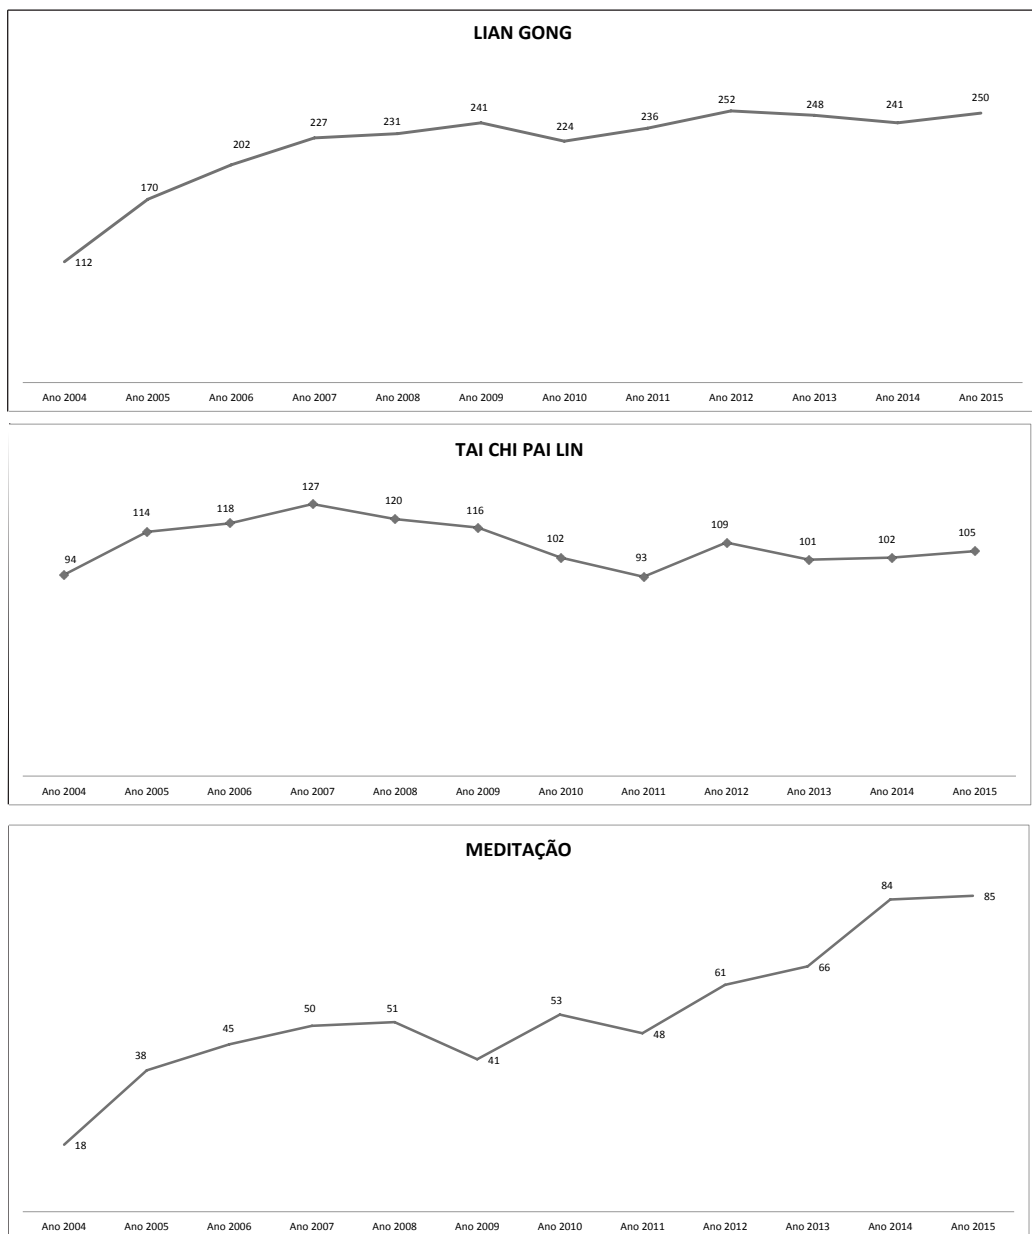 LIAN GONG
112 170 202 227 231 241 224 236 252 248 241 250
Ano 2004 Ano 2005 Ano 2006 Ano 2007 Ano 2008 Ano 2009 Ano 2010 Ano 2011 Ano 2012 Ano 2013 Ano 2014 Ano 2015
TAI CHI PAI LIN
94 114 118 127 120 116 102 93 109 101 102 105
Ano 2004 Ano 2005 Ano 2006 Ano 2007 Ano 2008 Ano 2009 Ano 2010 Ano 2011 Ano 2012 Ano 2013 Ano 2014 Ano 2015
MEDITAÇÃO
18 38 45 50 51 41 53 48 61 66 84 85
Ano 2004 Ano 2005 Ano 2006 Ano 2007 Ano 2008 Ano 2009 Ano 2010 Ano 2011 Ano 2012 Ano 2013 Ano 2014 Ano 2015